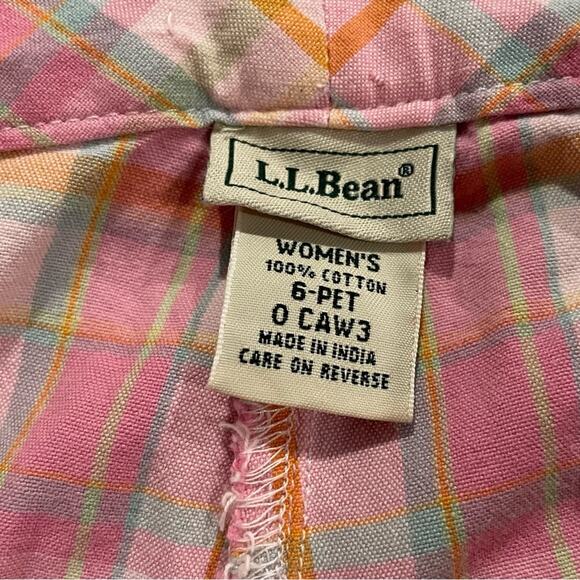 L.L.Bean®
WOMEN'S
100% COTTON
6-PET
0 CAW3
MADE IN INDIA
CARE ON REVERSE